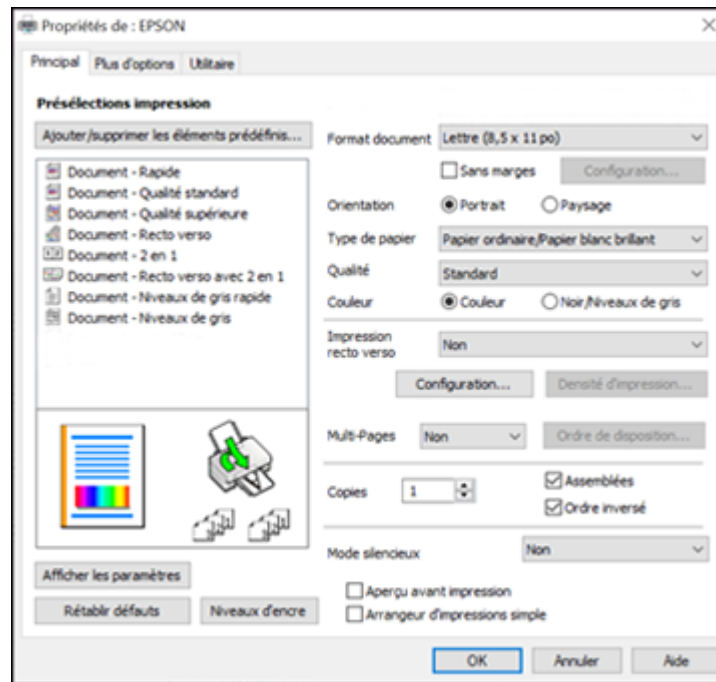 Propriétés de : EPSON
Principal Plus d'options Utilitaire
Présélections impression
Ajouter/supprimer les éléments prédéfinis...
Document - Rapide
Document - Qualité standard
Document - Qualité supérieure
Document - Recto verso
Document - 2 en 1
Document - Recto verso avec 2 en 1
Document - Niveaux de gris rapide
Document - Niveaux de gris
Afficher les paramètres
Rétablir défauts Niveaux d'encre
Format document Lettre (8,5 x 11 po)
Sans marges Configuration...
Orientation Portrait Paysage
Type de papier Papier ordinaire/Papier blanc brillant
Qualité Standard
Couleur Couleur Noir/Niveaux de gris
Impression
recto verso Non
Configuration... Densité d'impression...
Multi-Pages Non Ordre de disposition...
Copies 1 Assemblées
Ordre inversé
Mode silencieux Non
Aperçu avant impression
Arrangeur d'impressions simple
OK Annuler Aide